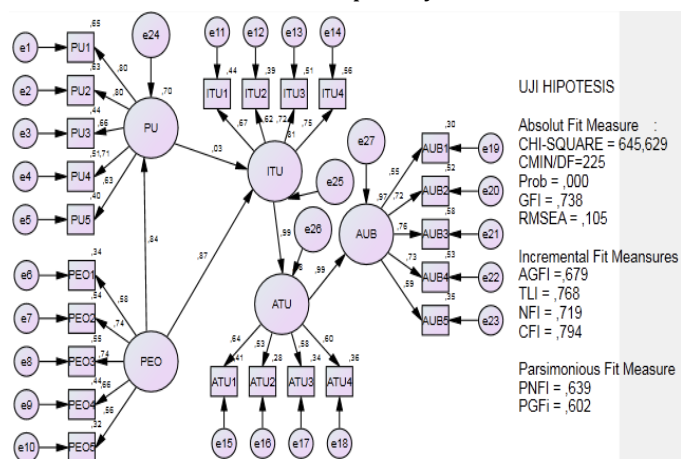 e1
PU1
,65
e24
e11
e12
e13
e14
e2
PU2
,63
,80
,80
,70
,44
,39
,51
,56
UJI HIPOTESIS
e3
PU3
,44
,66
PU
ITU1
ITU2
ITU3
ITU4
e4
PU4
,51
,71
,63
,03
,67
,62
,72
,75
,81
e27
,30
Absolut Fit Measure :
e5
PU5
,40
ITU
AUB1
e19
CHI-SQUARE = 645,629
,55
,52
CMIN/DF=225
e25
,97
,72
AUB2
e20
Prob = ,000
,84
,87
,99
e26
AUB
,76
,58
GFI = ,738
AUB3
e21
RMSEA = ,105
e6
PEO1
,34
,73
,53
e7
PEO2
,54
,58
,99
AUB4
e22
Incremental Fit Meansures
,74
ATU
,59
,35
AGFI =,679
e8
PEO3
,55
,74
PEO
AUB5
e23
TLI = ,768
e9
PEO4
,44
,66
,64
,53
,58
,60
NFI = ,719
,56
,41
,28
,34
,36
CFI = ,794
e10
PEO5
,32
ATU1
ATU2
ATU3
ATU4
Parsimonious Fit Measure
PNFI = ,639
e15
e16
e17
e18
PGFi = ,602